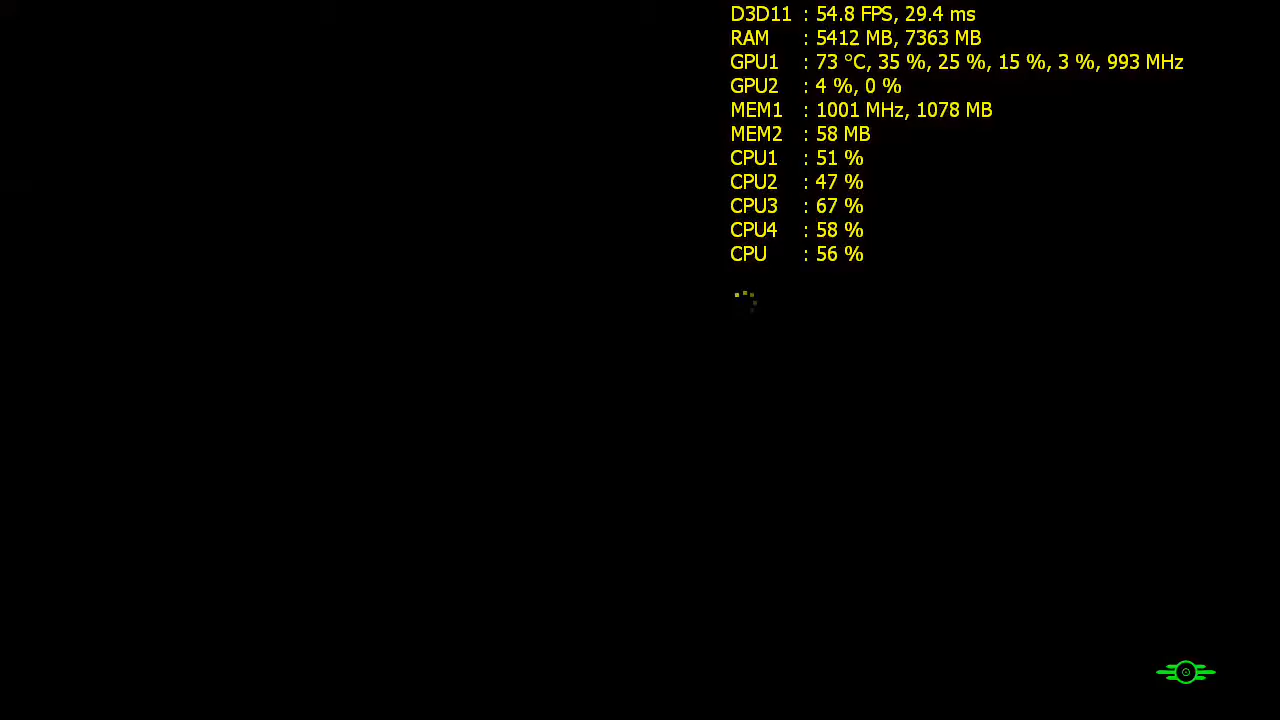 D3D11 : 54.8 FPS, 29.4 ms
RAM : 5412 MB, 7363 MB
GPU1 : 73 °C, 35 %, 25 %, 15 %, 3 %, 993 MHz
GPU2 : 4 %, 0 %
MEM1 : 1001 MHz, 1078 MB
MEM2 : 58 MB
CPU1 : 51 %
CPU2 : 47 %
CPU3 : 67 %
CPU4 : 58 %
CPU : 56 %